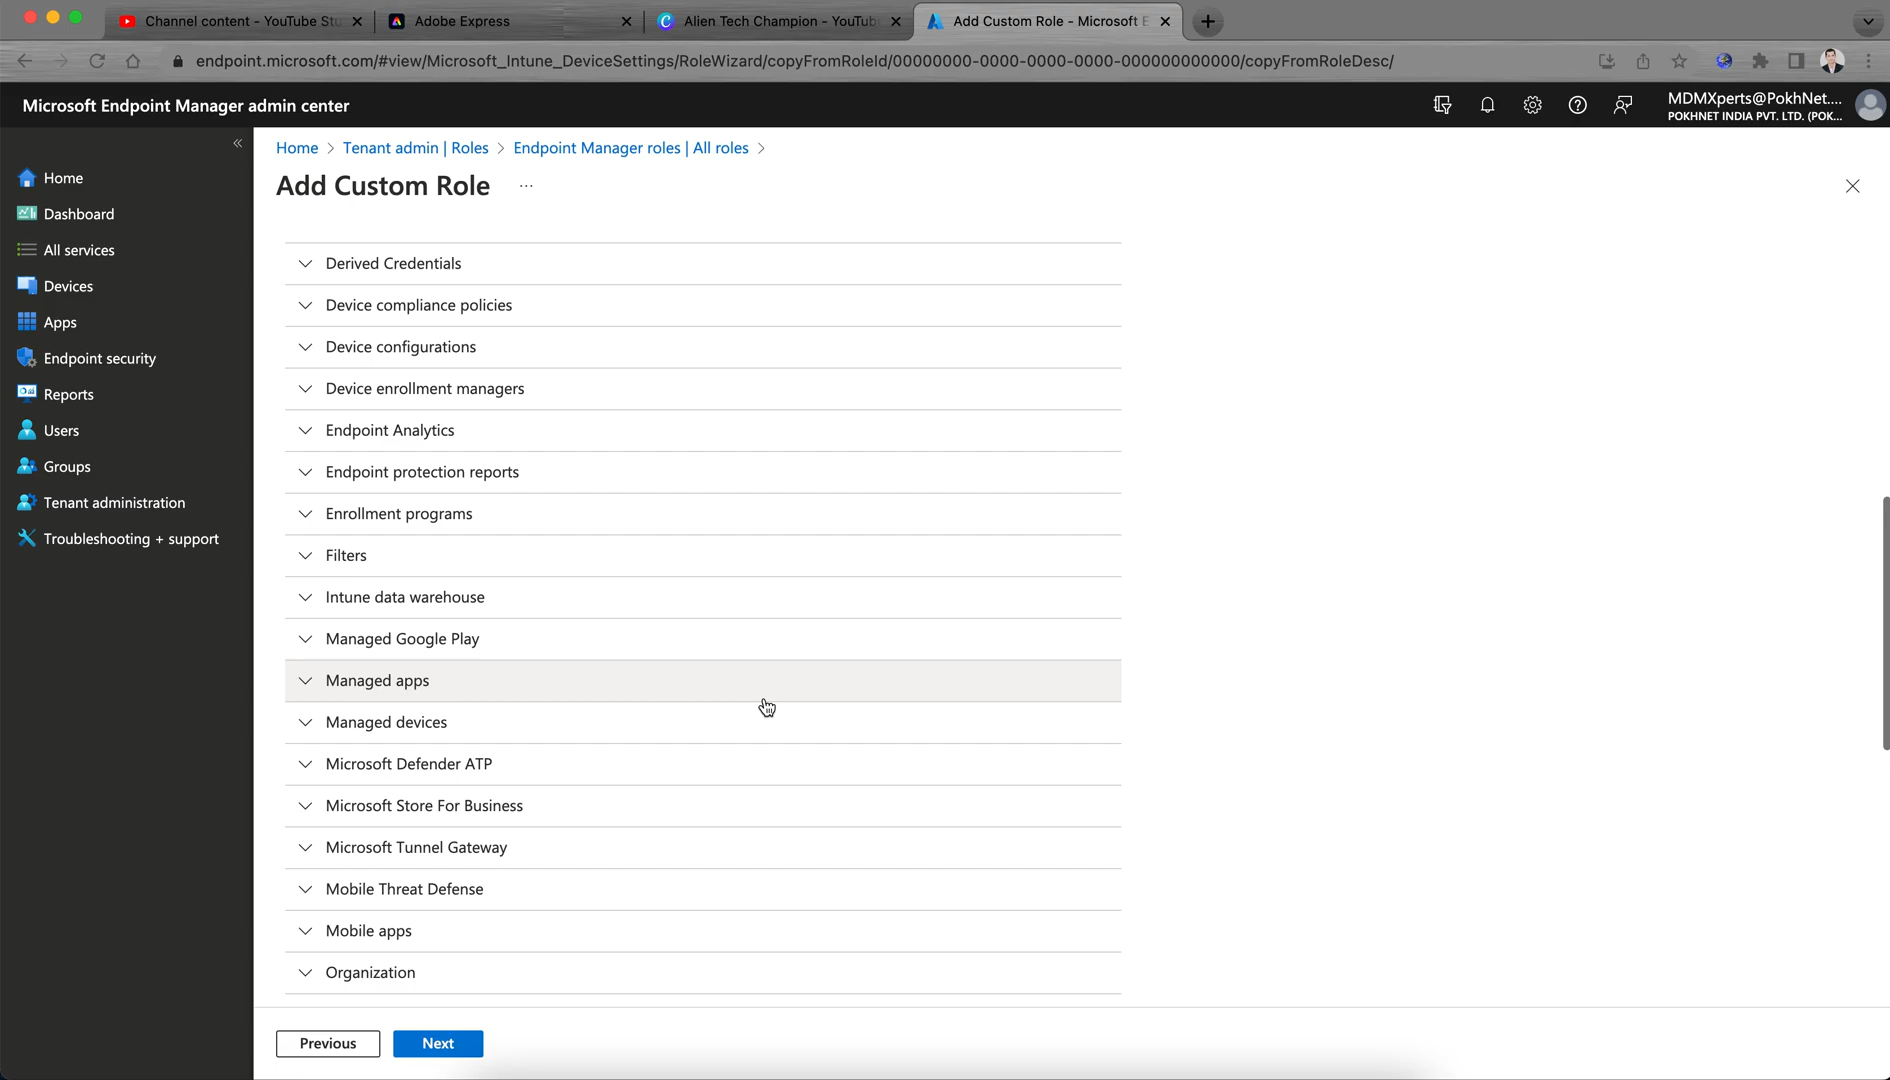 Channel content - YouTube Stu
Adobe Express
Alien Tech Champion - YouTub
Add Custom Role - Microsoft E
endpoint.microsoft.com/#view/Microsoft_Intune_DeviceSettings/RoleWizard/copyFromRoleId/00000000-0000-0000-0000-000000000000/copyFromRoleDesc/
Microsoft Endpoint Manager admin center
MDMXperts@PokhNet....
POKHNET INDIA PVT. LTD. (POK...
Home > Tenant admin | Roles > Endpoint Manager roles | All roles >
Add Custom Role ...
Home
Dashboard
All services
Devices
Apps
Endpoint security
Reports
Users
Groups
Tenant administration
Troubleshooting + support
Derived Credentials
Device compliance policies
Device configurations
Device enrollment managers
Endpoint Analytics
Endpoint protection reports
Enrollment programs
Filters
Intune data warehouse
Managed Google Play
Managed apps
Managed devices
Microsoft Defender ATP
Microsoft Store For Business
Microsoft Tunnel Gateway
Mobile Threat Defense
Mobile apps
Organization
Previous
Next